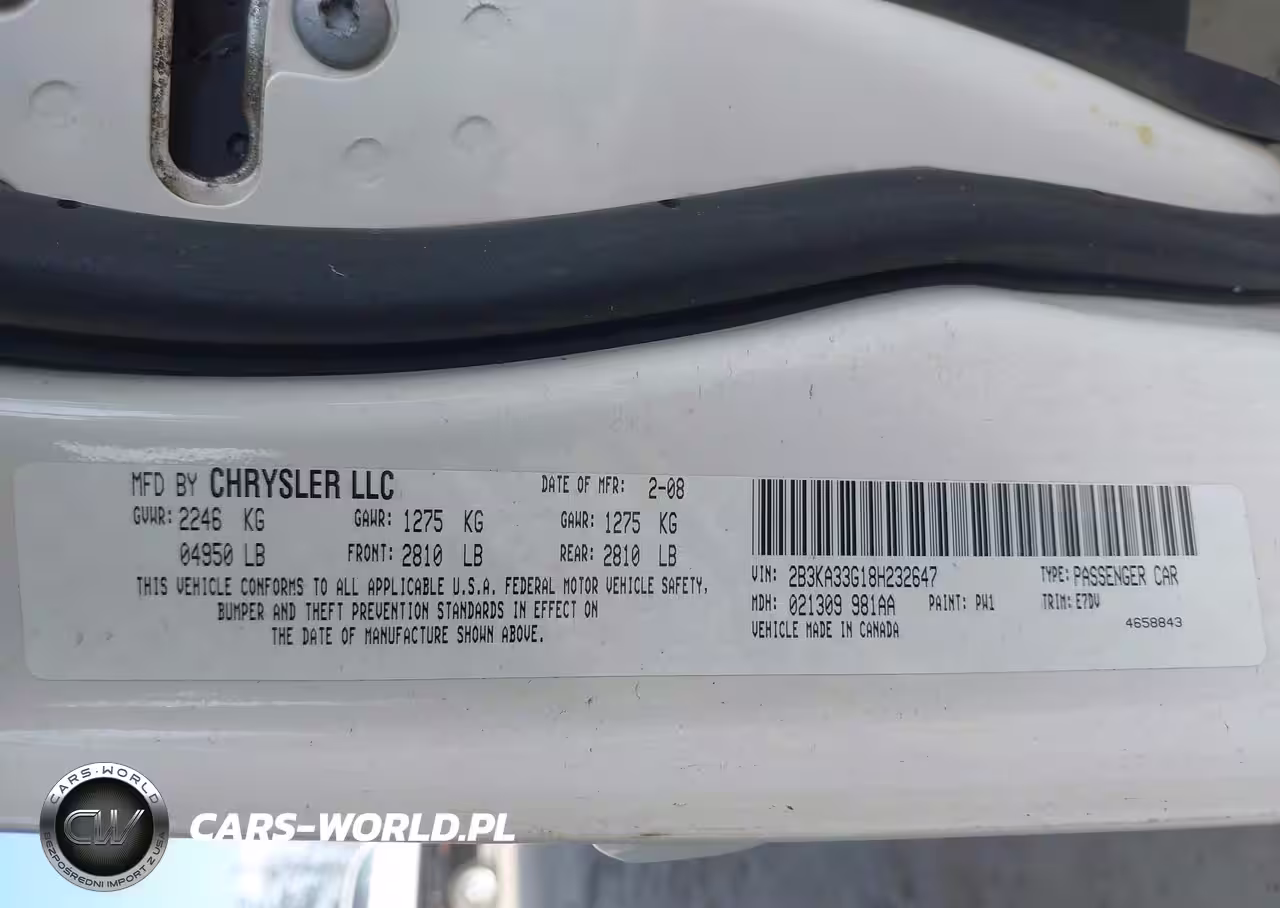 MFD BY CHRYSLER LLC DATE OF MFR: 2-08
GVWR: 2246 KG GAWR: 1275 KG GAWR: 1275 KG
04950 LB FRONT: 2810 LB REAR: 2810 LB
THIS VEHICLE CONFORMS TO ALL APPLICABLE U.S.A. FEDERAL MOTOR VEHICLE SAFETY,
BUMPER AND THEFT PREVENTION STANDARDS IN EFFECT ON
THE DATE OF MANUFACTURE SHOWN ABOVE.
VIN: 2B3KA33G18H232647 TYPE: PASSENGER CAR
MDH: 021309 981AA PAINT: PW1 TRIM: E7DV
VEHICLE MADE IN CANADA 4658843
CARS-WORLD
CW
BEZPOŚREDNI IMPORT Z USA
CARS-WORLD.PL